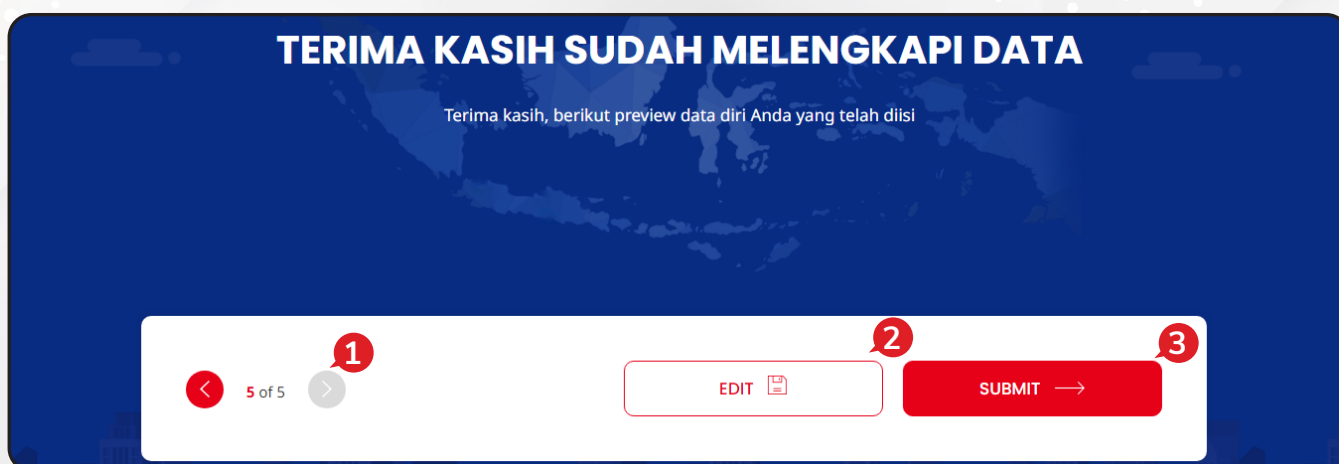 TERIMA KASIH SUDAH MELENGKAPI DATA
Terima kasih, berikut preview data diri Anda yang telah diisi
1
2
3
5 of 5
EDIT
SUBMIT